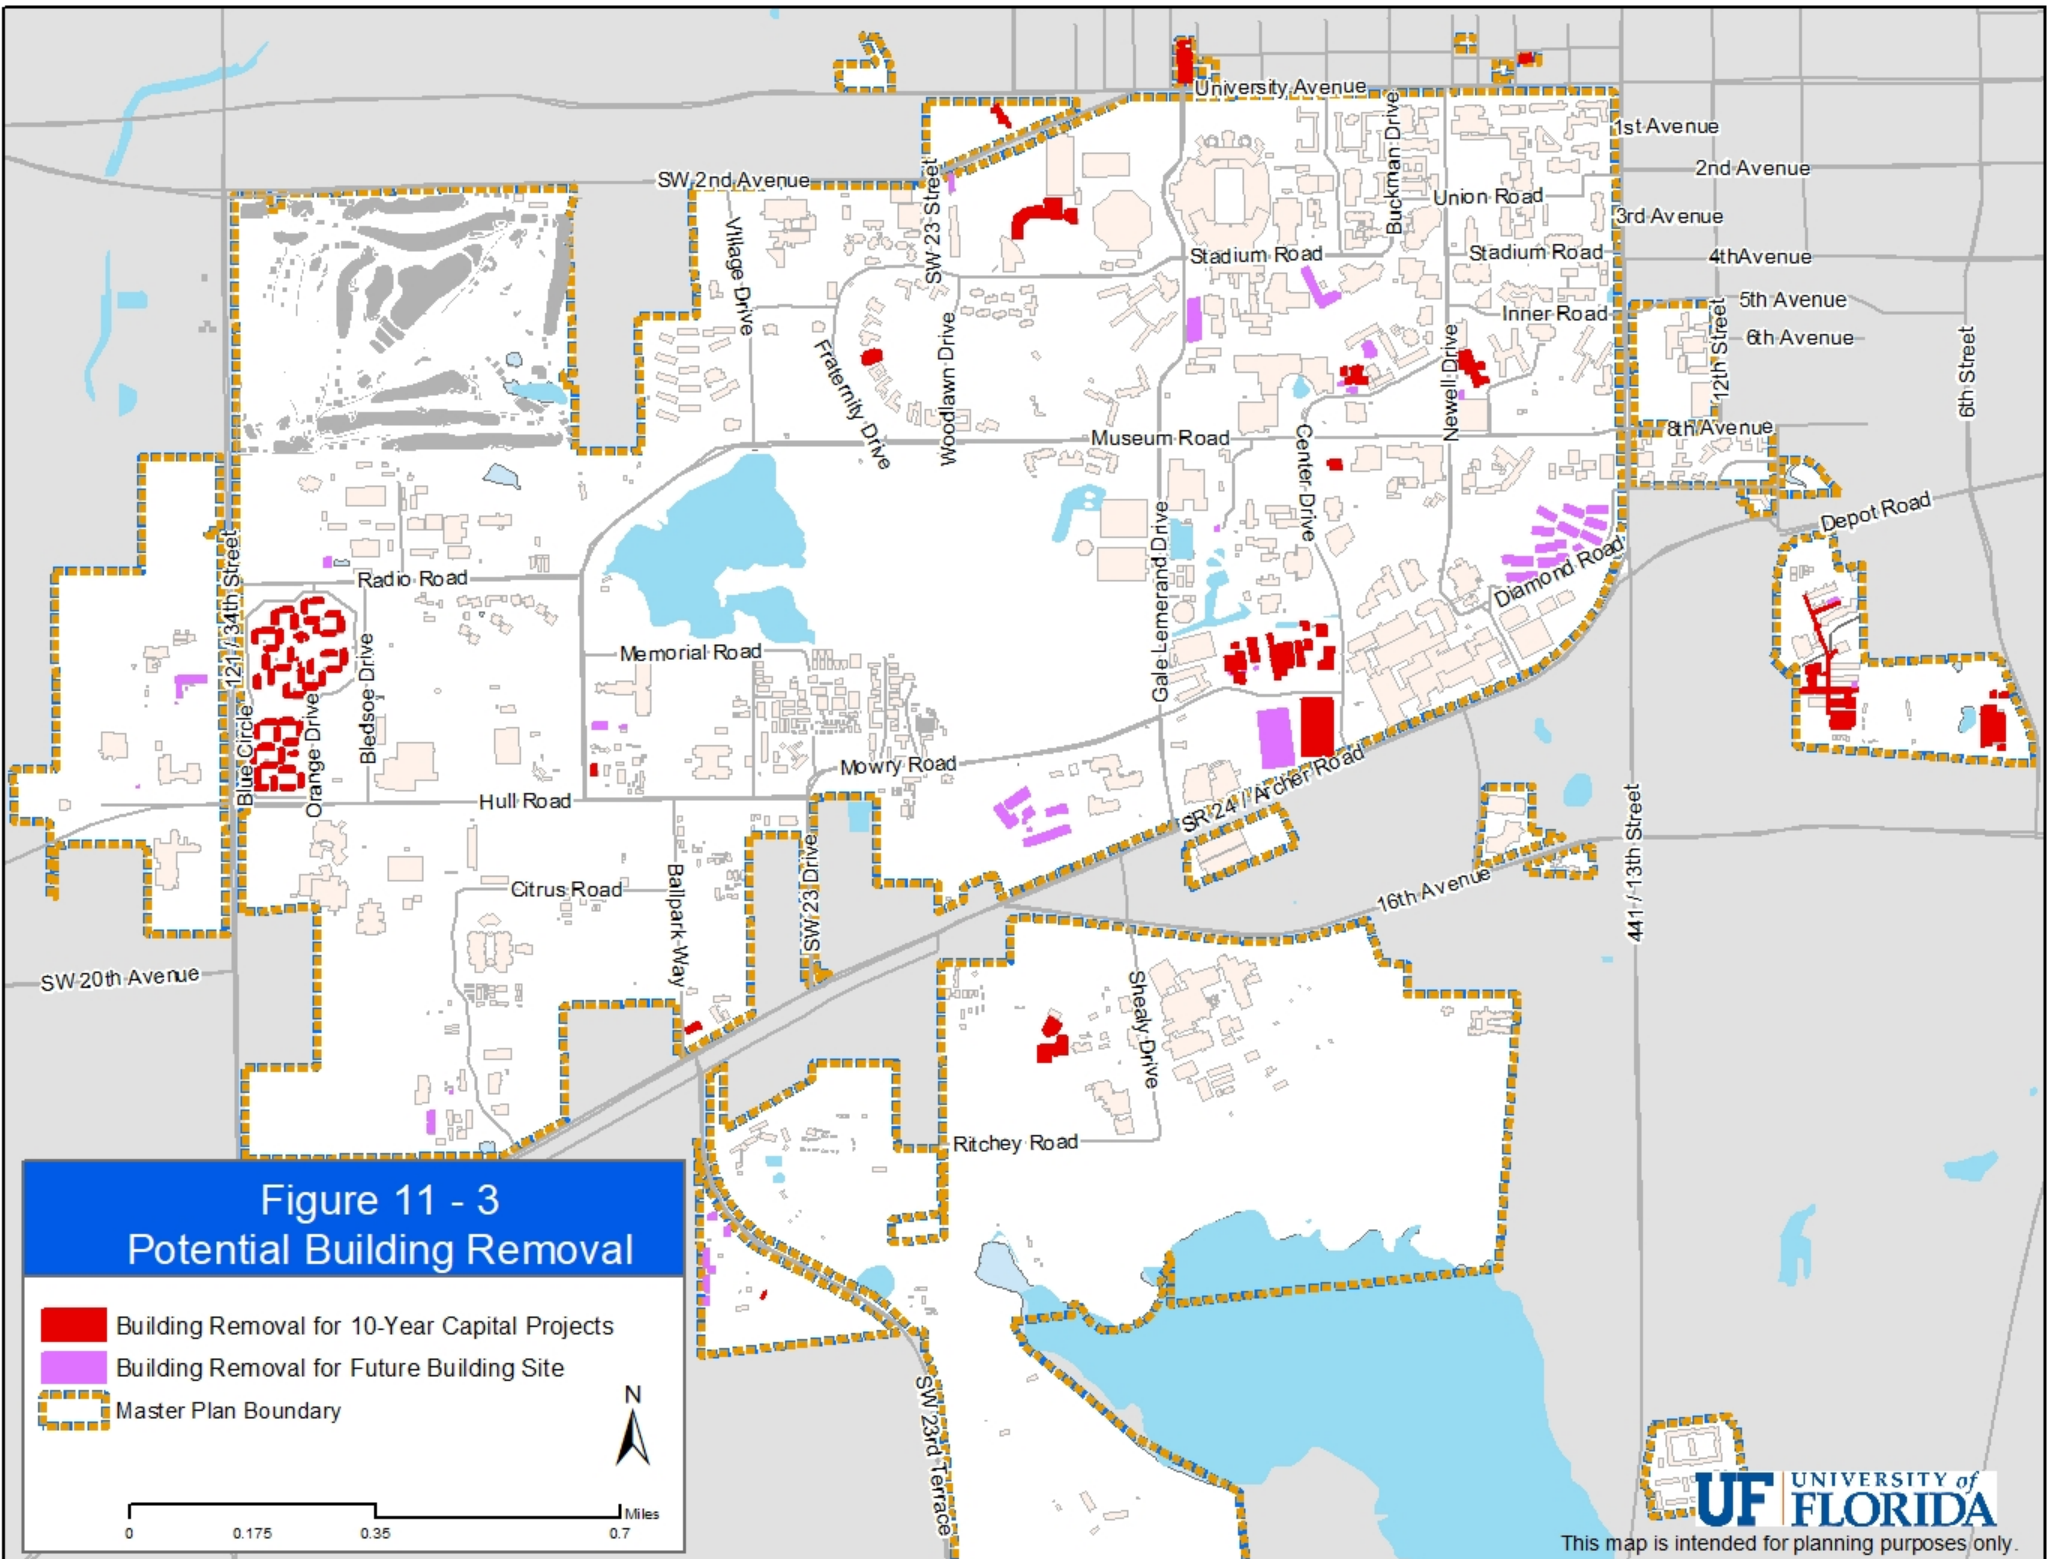 University Avenue
Buckman Drive
1st Avenue
SW 2nd Avenue
2nd Avenue
SW 23 Street
Union Road
3rd Avenue
Village Drive
Stadium Road
Stadium Road
4thAvenue
5th Avenue
Inner Road
12th Street
6th Avenue
Fraternity Drive
Woodlawn Drive
Newell Drive
6th Street
8th Avenue
Museum Road
Center Drive
Depot Road
121 / 34th Street
Gale Lemerand Drive
Radio Road
Diamond Road
Memorial Road
Bledsoe Drive
Orange Drive
Blue Circle
Mowry Road
SR 24 / Archer Road
Hull Road
441 / 13th Street
Ballpark Way
SW 23 Drive
Citrus Road
16th Avenue
SW 20th Avenue
Shealy Drive
Ritchey Road
SW 23rd Terrace
Figure 11 - 3
Potential Building Removal
Building Removal for 10-Year Capital Projects
Building Removal for Future Building Site
Master Plan Boundary
N
Miles
0 0.175 0.35 0.7
UF UNIVERSITY of
FLORIDA
This map is intended for planning purposes only.